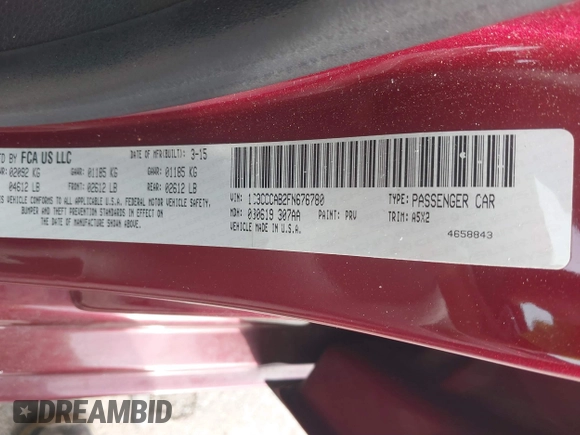 FCA US LLC
DATE OF MFR(BUILT): 3-15
02092 KG GAWR: 01185 KG GAWR: 01185 KG
04612 LB FRONT: 02612 LB REAR: 02612 LB
VEHICLE CONFORMS TO ALL APPLICABLE U.S.A. FEDERAL MOTOR VEHICLE SAFETY,
BUMPER AND THEFT PREVENTION STANDARDS IN EFFECT ON
THE DATE OF MANUFACTURE SHOWN ABOVE.
VIN: 1C3CCCAB2FN676780 TYPE: PASSENGER CAR
MDH: 030619 307AA PAINT: PRV TRIM: A5X2
VEHICLE MADE IN U.S.A.
4658843
DREAMBID